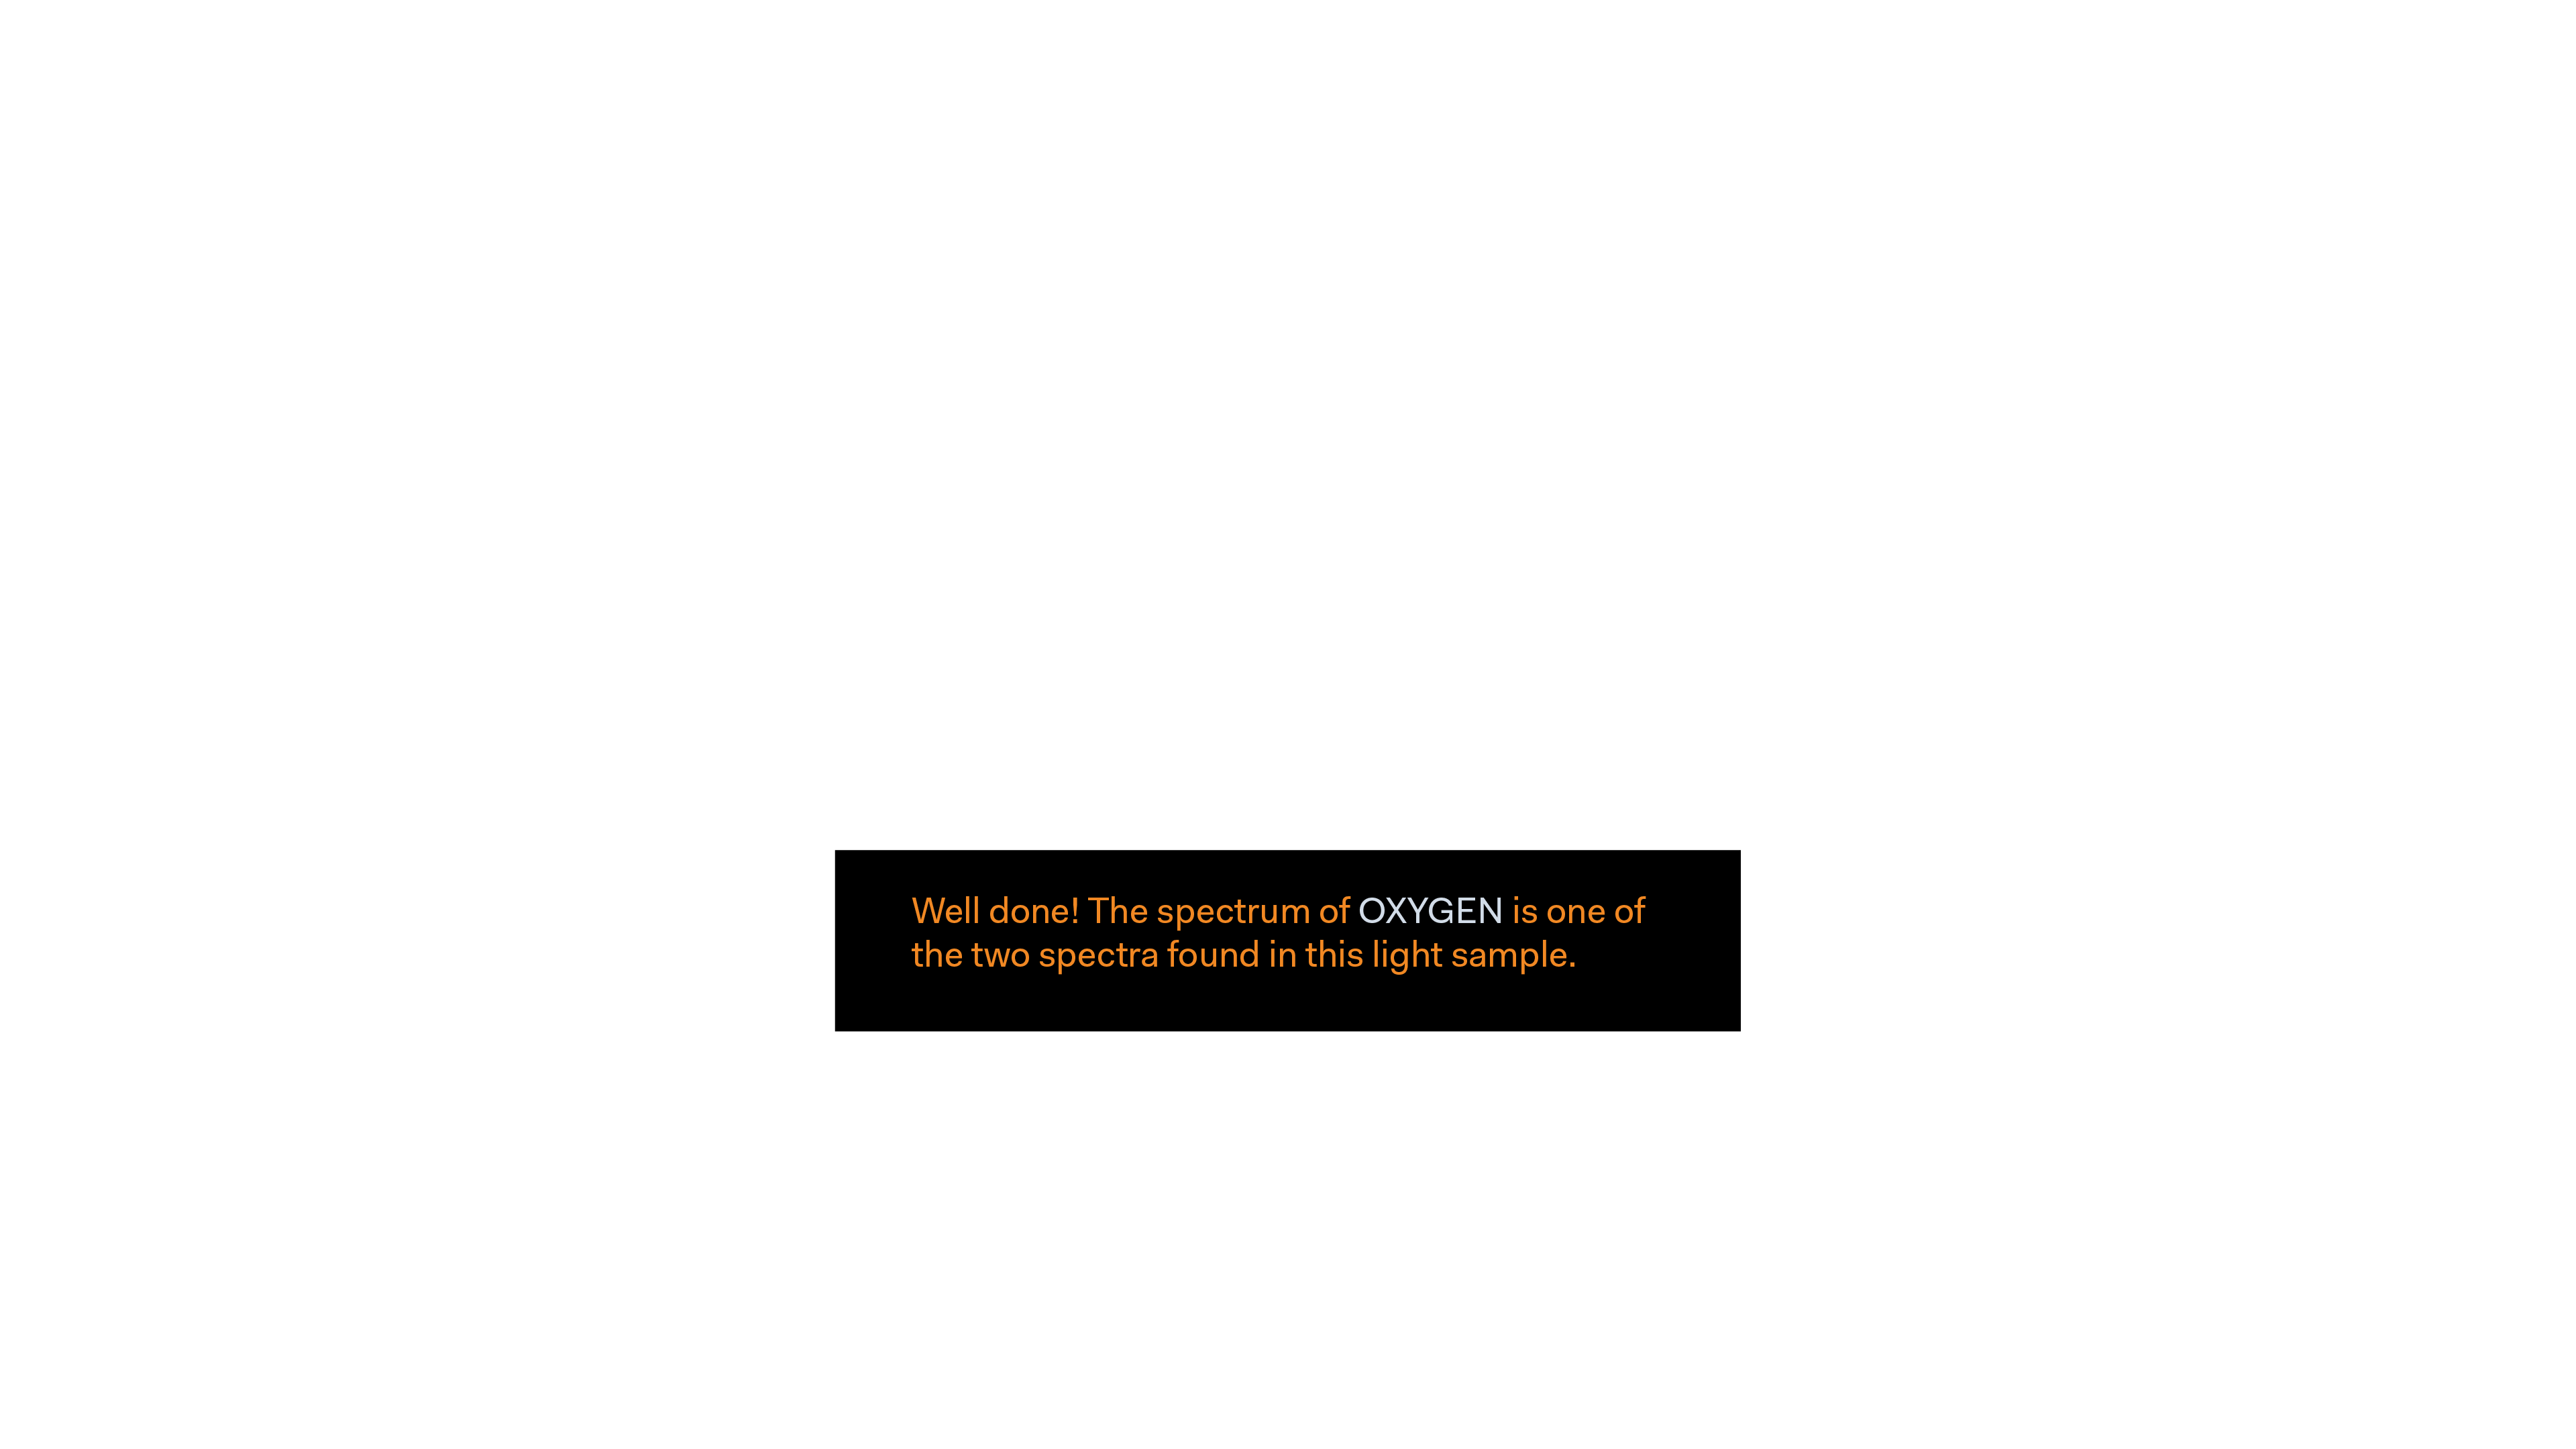 Well done! The spectrum of OXYGEN is one of
the two spectra found in this light sample.